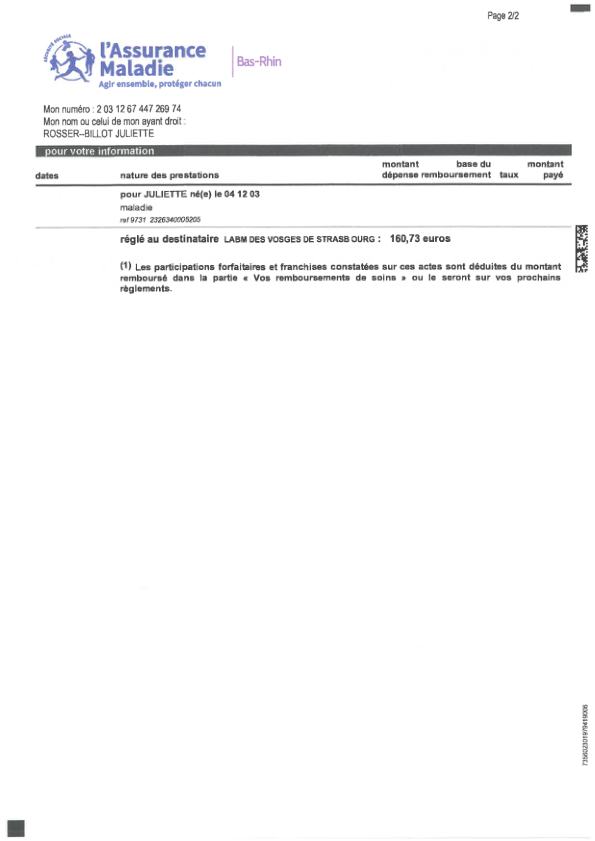 Page 2/2
SÉCURITÉ SOCIALE
l'Assurance
Maladie
Agir ensemble, protéger chacun
Bas-Rhin
Mon numéro : 2 03 12 67 447 269 74
Mon nom ou celui de mon ayant droit :
ROSSER--BILLOT JULIETTE
pour votre information
montant base du montant
dates nature des prestations dépense remboursement taux payé
pour JULIETTE né(e) le 04 12 03
maladie
ref 9731 2326340005205
réglé au destinataire LABM DES VOSGES DE STRASB OURG : 160,73 euros
(1) Les participations forfaitaires et franchises constatées sur ces actes sont déduites du montant
remboursé dans la partie « Vos remboursements de soins » ou le seront sur vos prochains
règlements.
735602301979419006